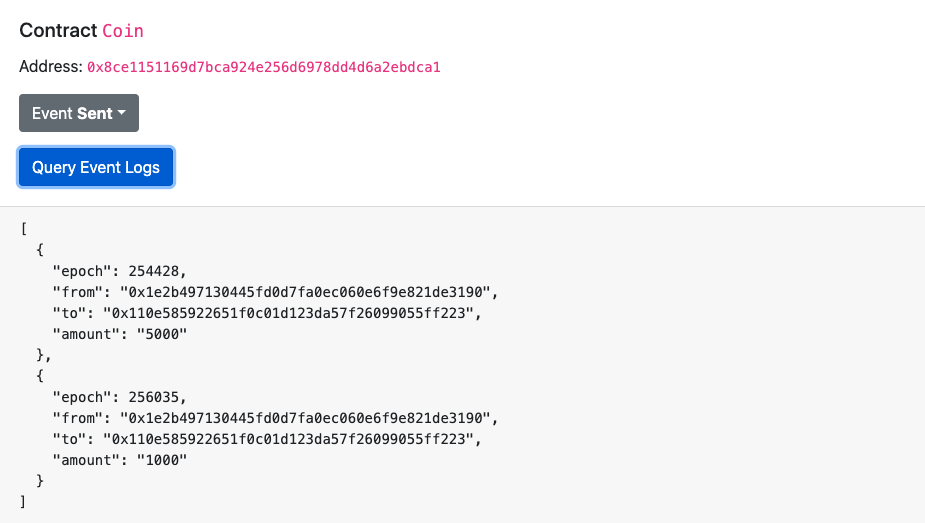 Contract Coin
Address: 0x8ce1151169d7bca924e256d6978dd4d6a2ebdca1
Event Sent
Query Event Logs
[
  {
    "epoch": 254428,
    "from": "0x1e2b497130445fd0d7fa0ec060e6f9e821de3190",
    "to": "0x110e585922651f0c01d123da57f26099055ff223",
    "amount": "5000"
  },
  {
    "epoch": 256035,
    "from": "0x1e2b497130445fd0d7fa0ec060e6f9e821de3190",
    "to": "0x110e585922651f0c01d123da57f26099055ff223",
    "amount": "1000"
  }
]